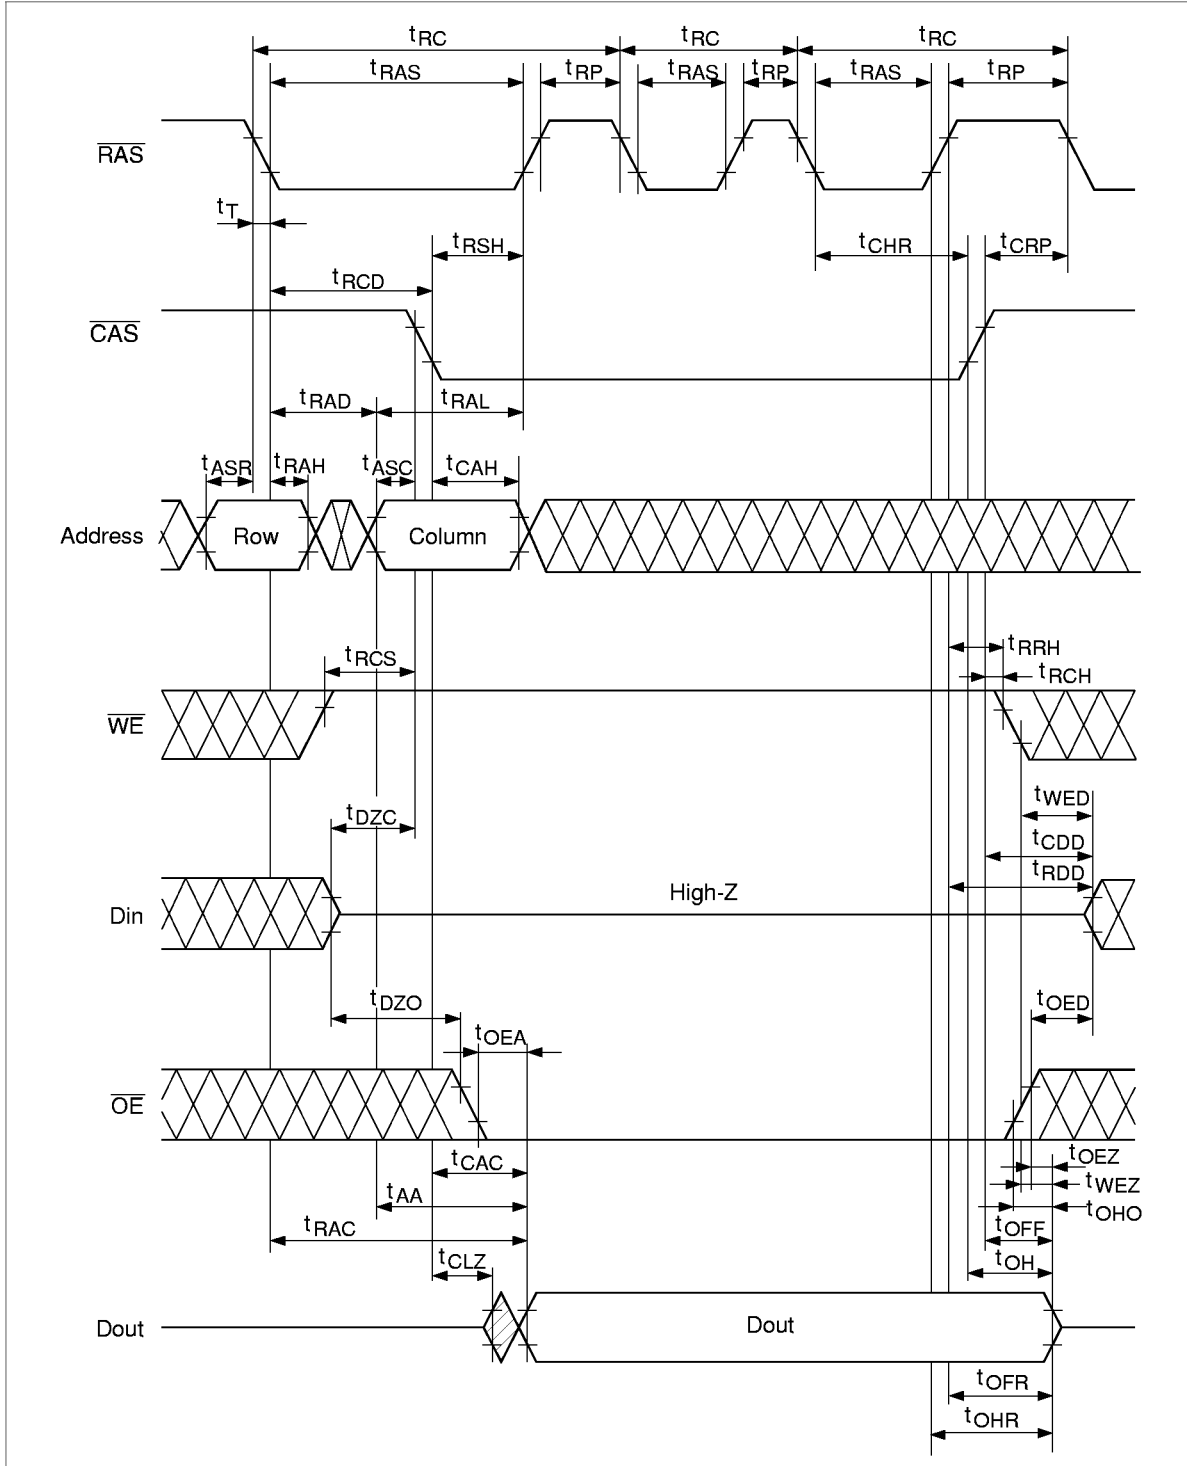 tRC tRC tRC
tRAS tRP tRAS tRP tRAS tRP
RAS
tT
tRSH tCHR tCRP
tRCD
CAS
tRAD tRAL
tASR tRAH tASC tCAH
Address Row Column
tRRH
tRCS tRCH
WE
tWED
tDZC
tCDD
tRDD
High-Z
Din
tDZO tOED
tOEA
OE
tOEZ
tCAC
tWEZ
tAA
tOHO
tRAC tOFF
tCLZ tOH
Dout Dout
tOFR
tOHR